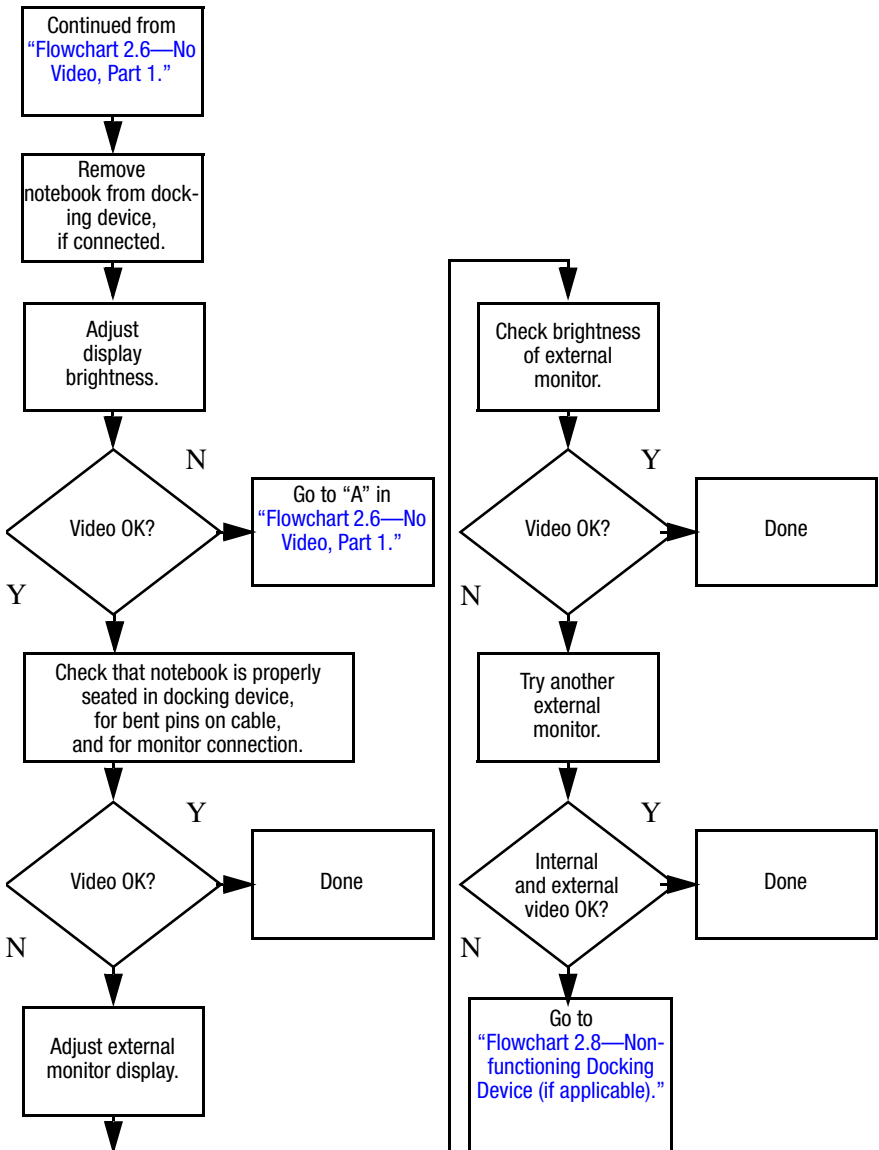 Continued from
“Flowchart 2.6—No
Video, Part 1.”
Remove
notebook from dock-
ing device,
if connected.
Adjust
display
brightness.
Video OK?
N
Go to “A” in
“Flowchart 2.6—No
Video, Part 1.”
Y
Check that notebook is properly
seated in docking device,
for bent pins on cable,
and for monitor connection.
Video OK?
Y
Done
N
Adjust external
monitor display.
Check brightness
of external
monitor.
Video OK?
Y
Done
N
Try another
external
monitor.
Internal
and external
video OK?
Y
Done
N
Go to
“Flowchart 2.8—Non-
functioning Docking
Device (if applicable).”